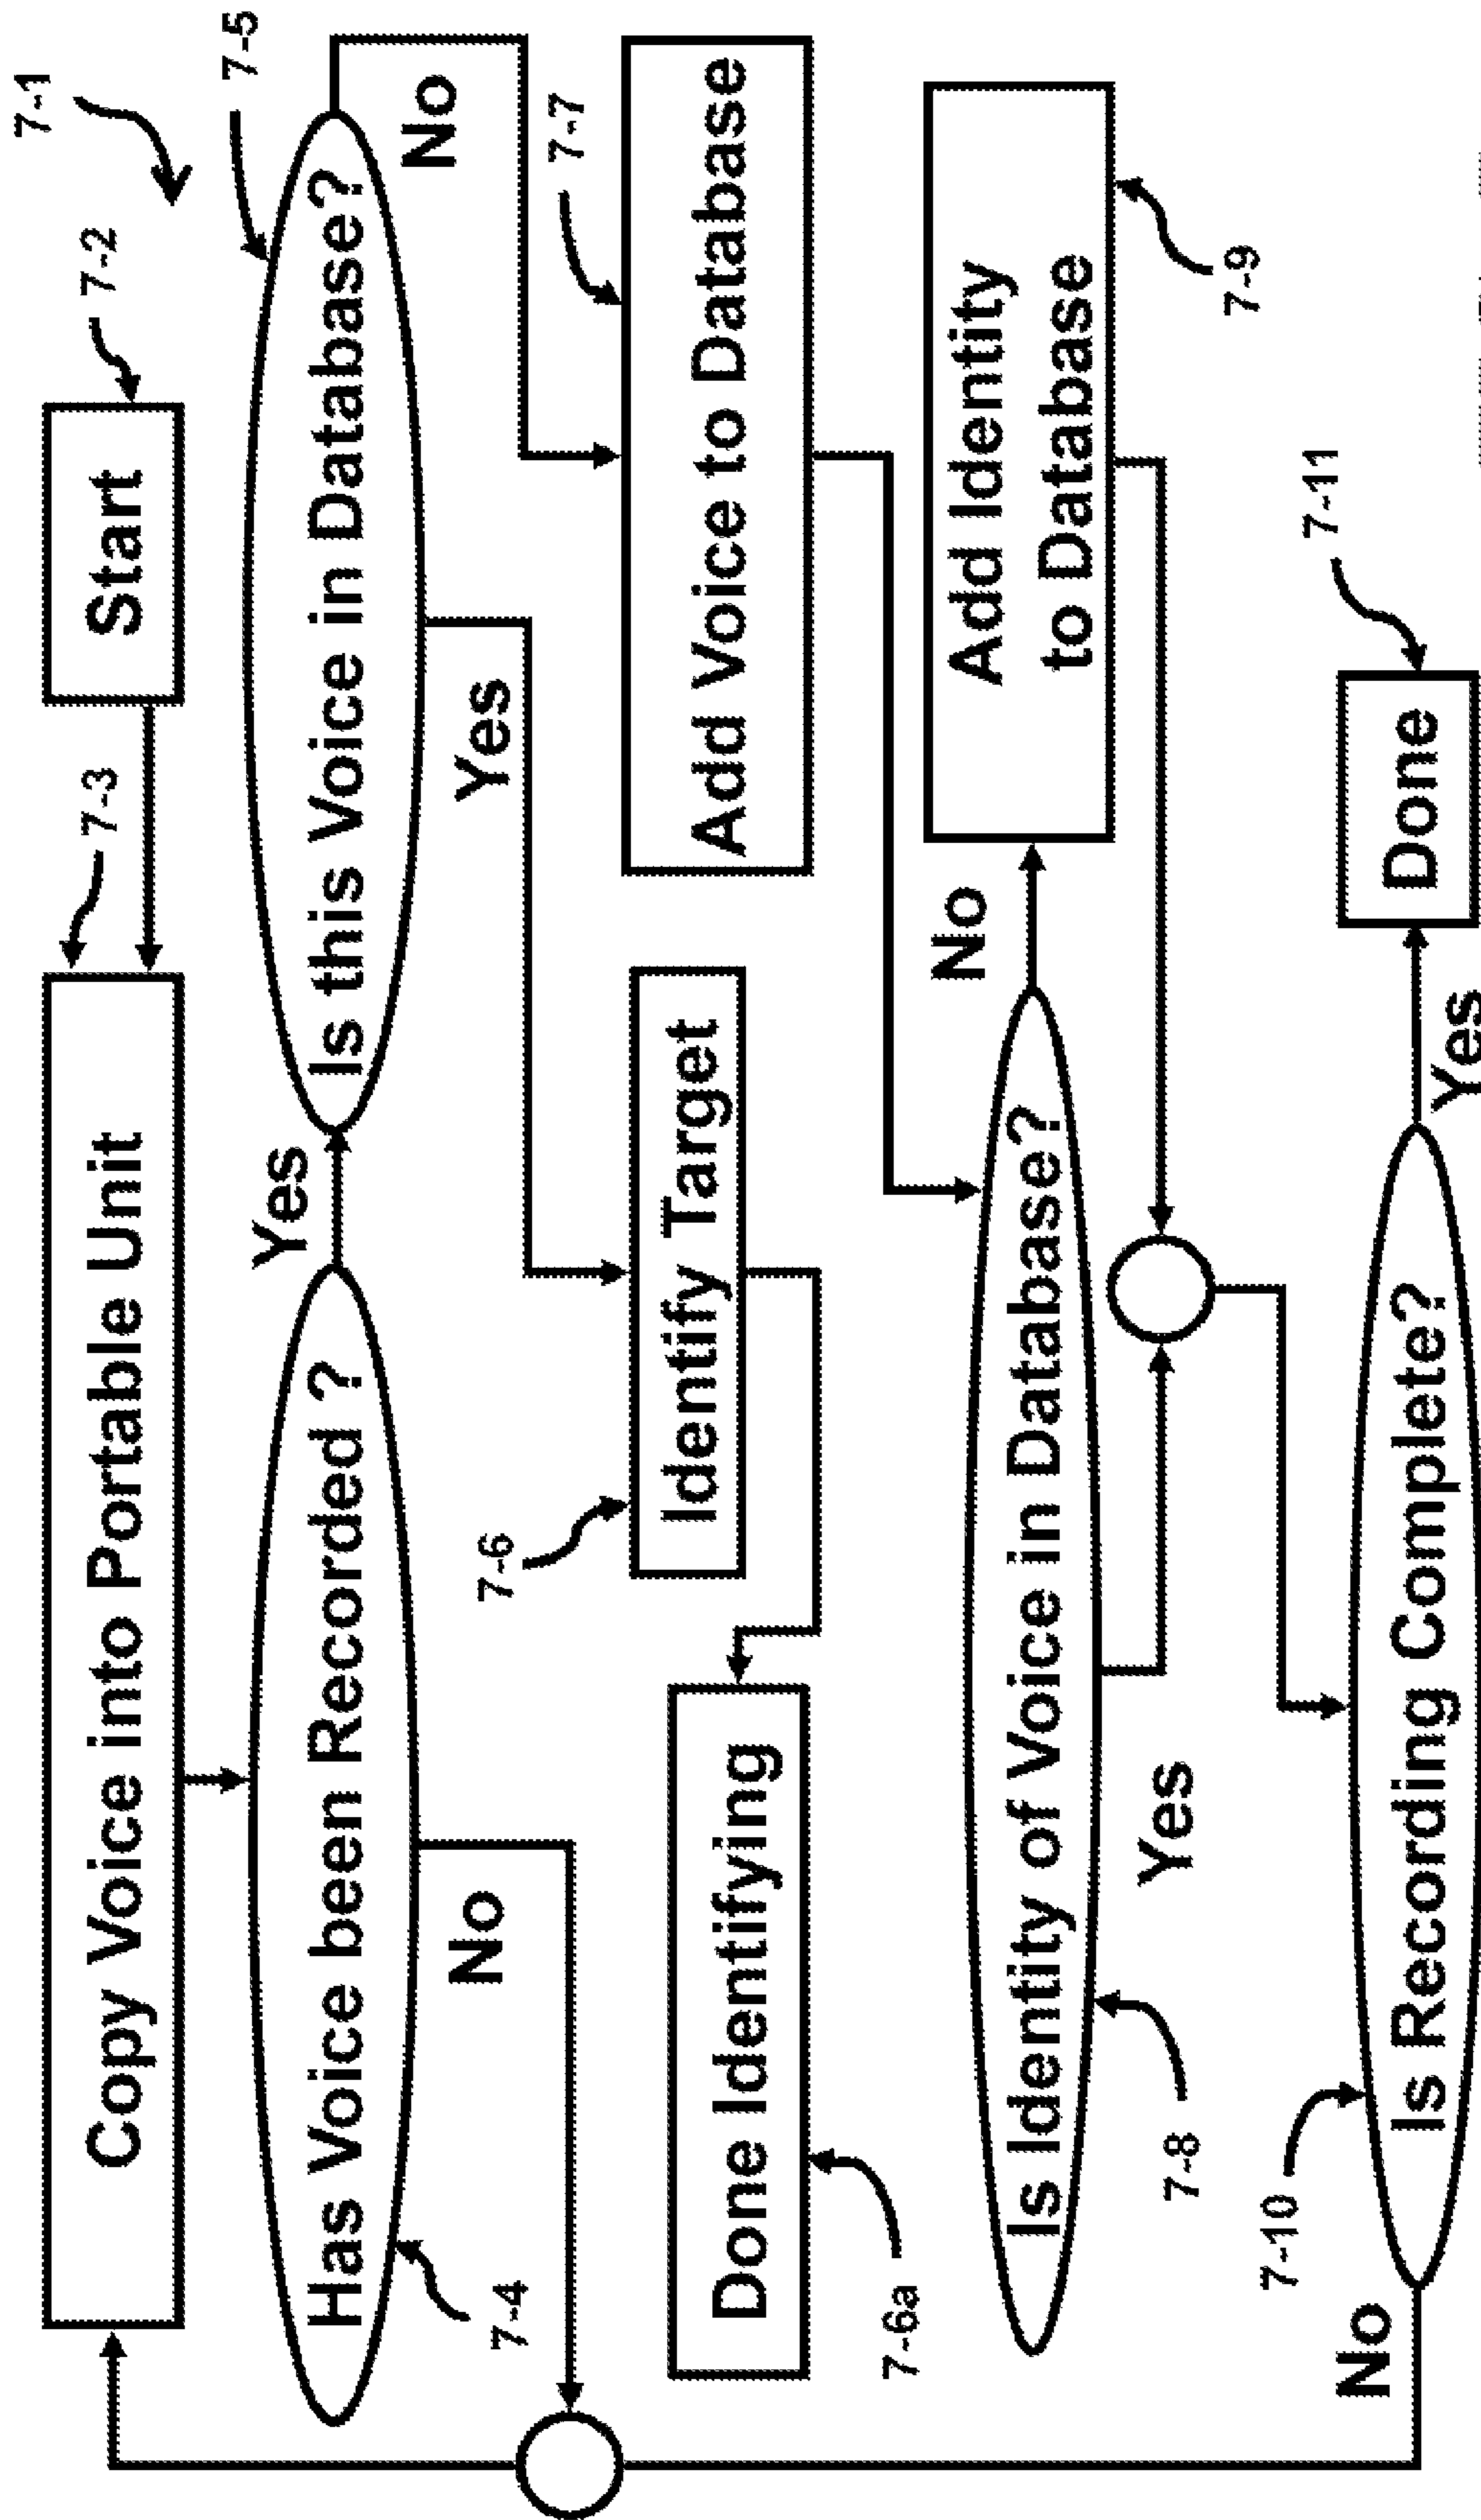 7-1
7-2
Start
7-3
Copy Voice into Portable Unit
7-5
Is this Voice in Database?
Yes
Has Voice been Recorded ?
7-4
No
Yes
No
7-7
Add Voice to Database
Identify Target
7-6
Done Identifying
7-6a
Add Identity
to Database
7-9
No
Is Identity of Voice in Database?
7-8
Yes
7-11
Done
Yes
Is Recording Complete?
7-10
No